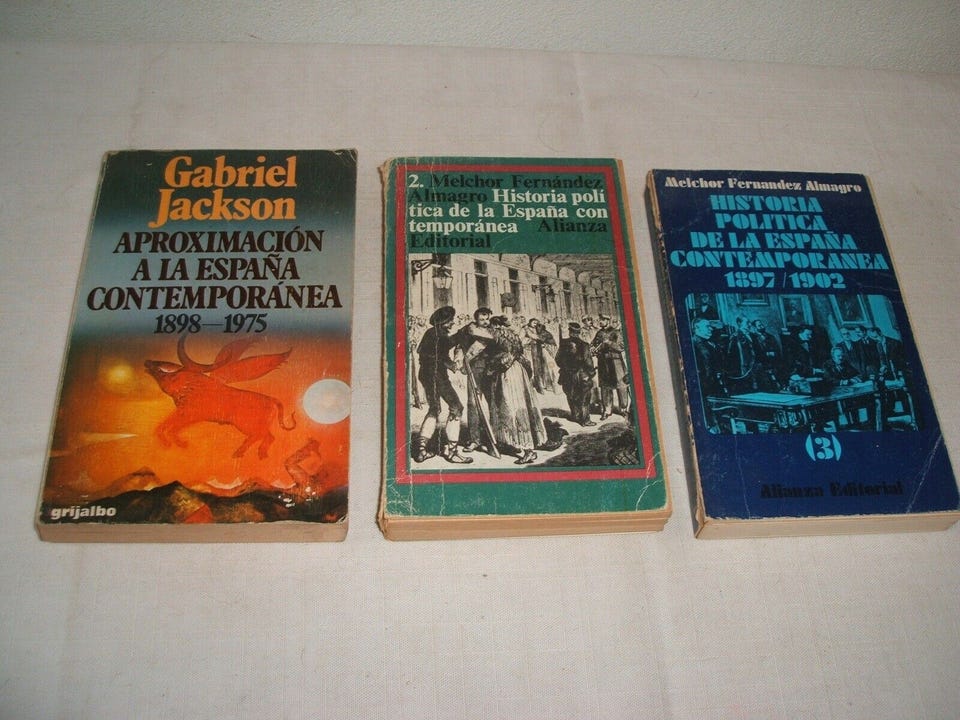 Gabriel
Jackson
APROXIMACIÓN
A LA ESPAÑA
CONTEMPORÁNEA
1898—1975
grijalbo
2. Melchor Fernández
Almagro Historia polí
tica de la España con
temporánea Alianza
Editorial
Melchor Fernandez Almagro
HISTORIA
POLITICA
DE LA ESPAÑA
CONTEMPORANEA
1897/1902
(3)
Alianza Editorial